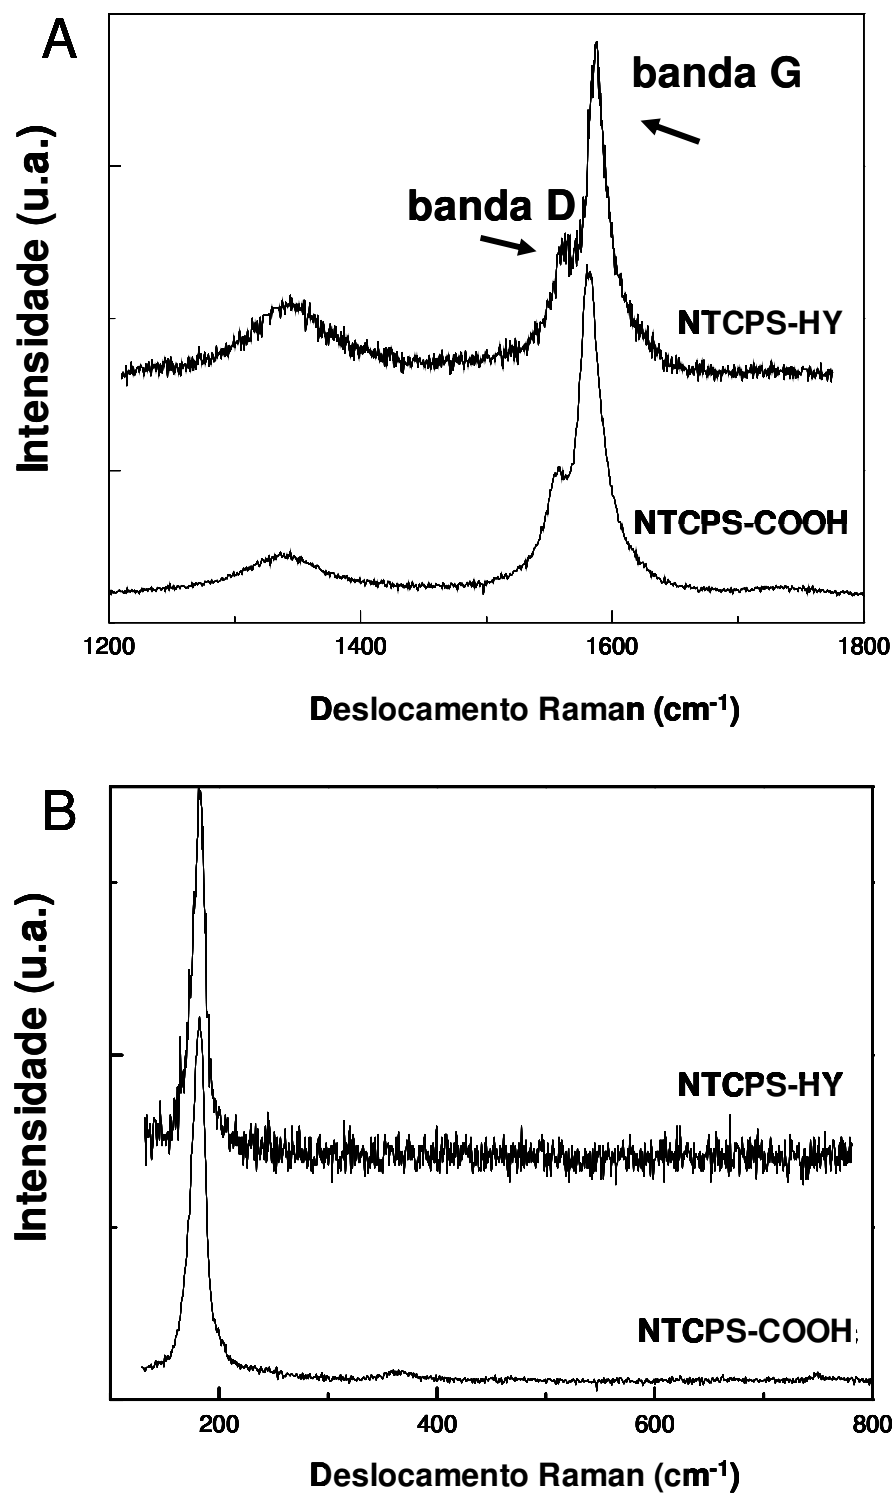 A
banda G
banda D
NTCPS-HY
NTCPS-COOH
Intensidade (u.a.)
1200 1400 1600 1800
Deslocamento Raman (cm-1)
B
NTCPS-HY
NTCPS-COOH
Intensidade (u.a.)
200 400 600 800
Deslocamento Raman (cm-1)